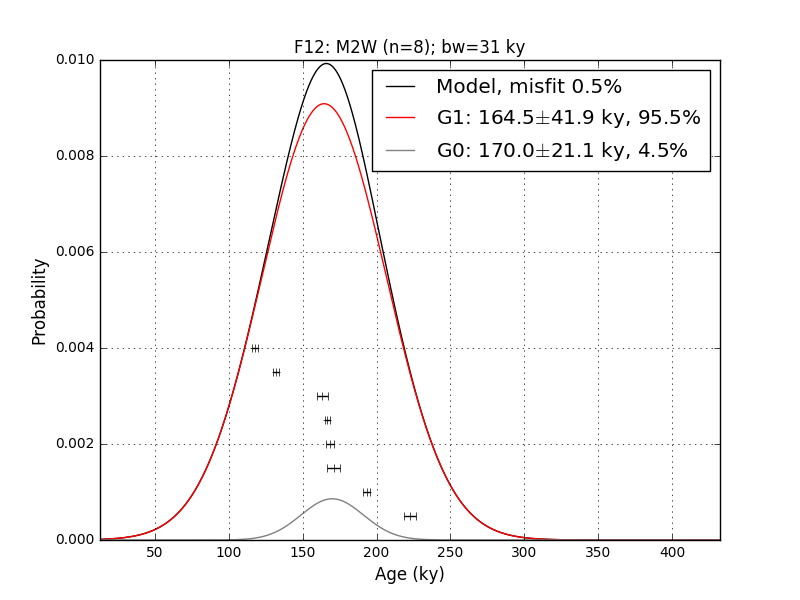 F12: M2W (n=8); bw=31 ky
0.010
0.008
0.006
0.004
0.002
0.000
Probability
Model, misfit 0.5%
G1: 164.5±41.9 ky, 95.5%
G0: 170.0±21.1 ky, 4.5%
50 100 150 200 250 300 350 400
Age (ky)